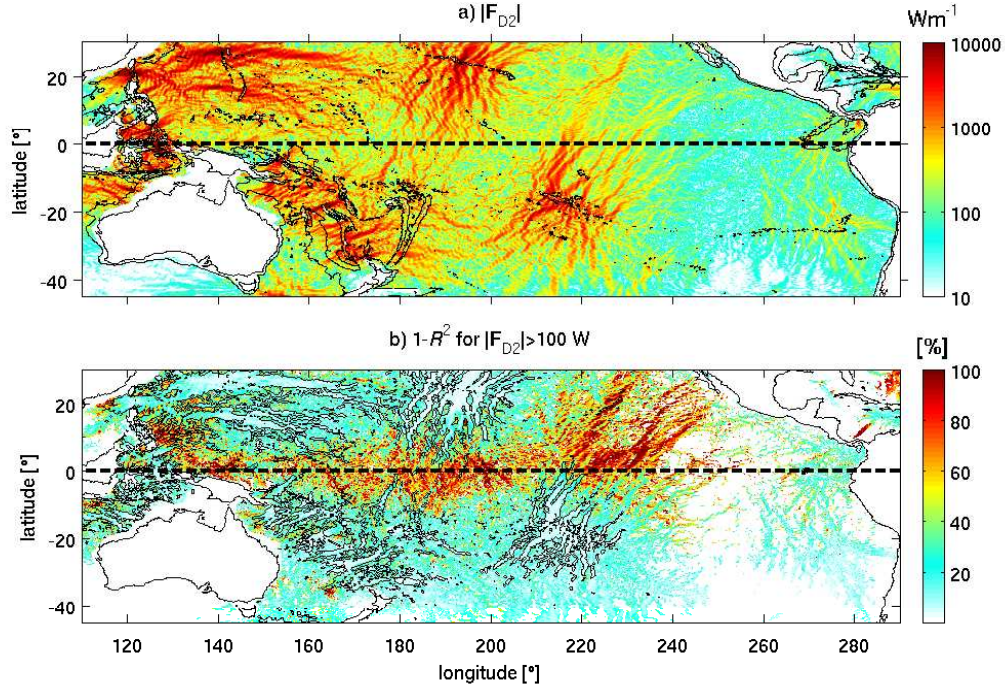 a) |F_D2|
Wm⁻¹
latitude [°]
20
0
-20
-40
10000
1000
100
10
b) 1-R² for |F_D2|>100 W
[%]
latitude [°]
20
0
-20
-40
100
80
60
40
20
120 140 160 180 200 220 240 260 280
longitude [°]